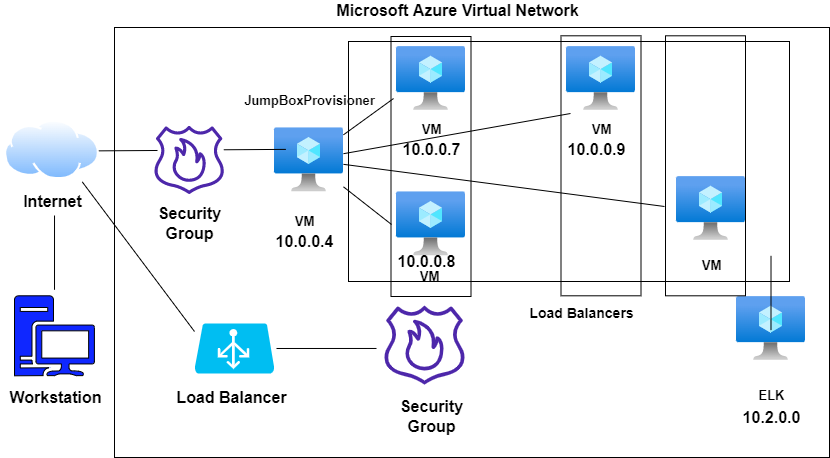 Microsoft Azure Virtual Network
JumpBoxProvisioner
VM
10.0.0.7
VM
10.0.0.9
Internet
Security
Group
VM
10.0.0.4
10.0.0.8
VM
VM
Load Balancers
Workstation
Load Balancer
Security
Group
ELK
10.2.0.0